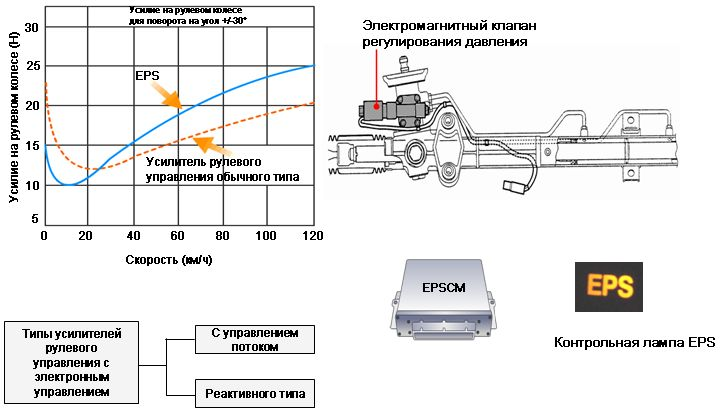 Усилие на рулевом колесе
для поворота на угол +/-30°
Усилие на рулевом колесе (Н)
30
25
20
15
10
5
EPS
Усилитель рулевого
управления обычного типа
0
20
40
60
80
100
120
Скорость (км/ч)
Электромагнитный клапан
регулирования давления
EPSCM
EPS
Контрольная лампа EPS
Типы усилителей
рулевого
управления с
электронным
управлением
С управлением
потоком
Реактивного типа